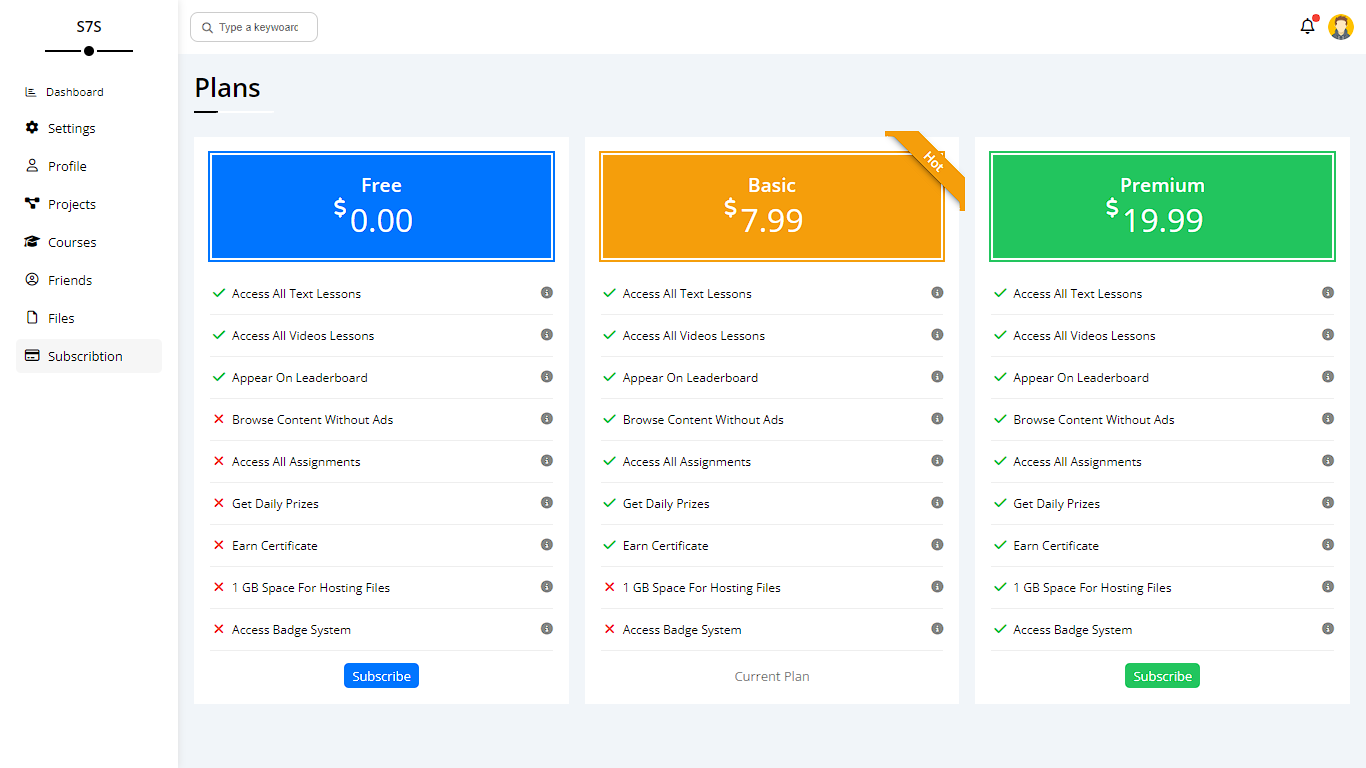 S7S
Type a keyword
Dashboard
Settings
Profile
Projects
Courses
Friends
Files
Subscribtion
Plans
Free
$0.00
Access All Text Lessons
Access All Videos Lessons
Appear On Leaderboard
Browse Content Without Ads
Access All Assignments
Get Daily Prizes
Earn Certificate
1 GB Space For Hosting Files
Access Badge System
Subscribe
Hot
Basic
$7.99
Access All Text Lessons
Access All Videos Lessons
Appear On Leaderboard
Browse Content Without Ads
Access All Assignments
Get Daily Prizes
Earn Certificate
1 GB Space For Hosting Files
Access Badge System
Current Plan
Premium
$19.99
Access All Text Lessons
Access All Videos Lessons
Appear On Leaderboard
Browse Content Without Ads
Access All Assignments
Get Daily Prizes
Earn Certificate
1 GB Space For Hosting Files
Access Badge System
Subscribe